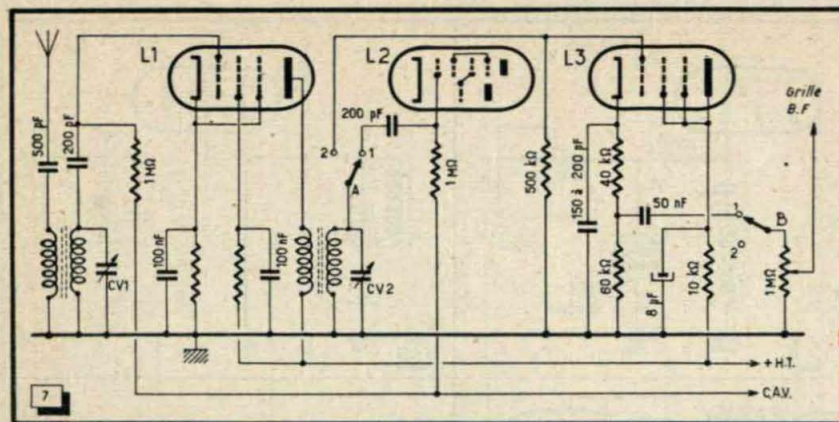 L1
L2
L3
500 pF
200 pF
1 MΩ
100 nF
100 nF
CV1
200 pF
2
1
A
CV2
1 MΩ
500 kΩ
150 à 200 pF
40 kΩ
60 kΩ
50 nF
8 pF
10 kΩ
1
B
2
1 MΩ
Grille
B.F
+ H.T.
C.A.V.
7